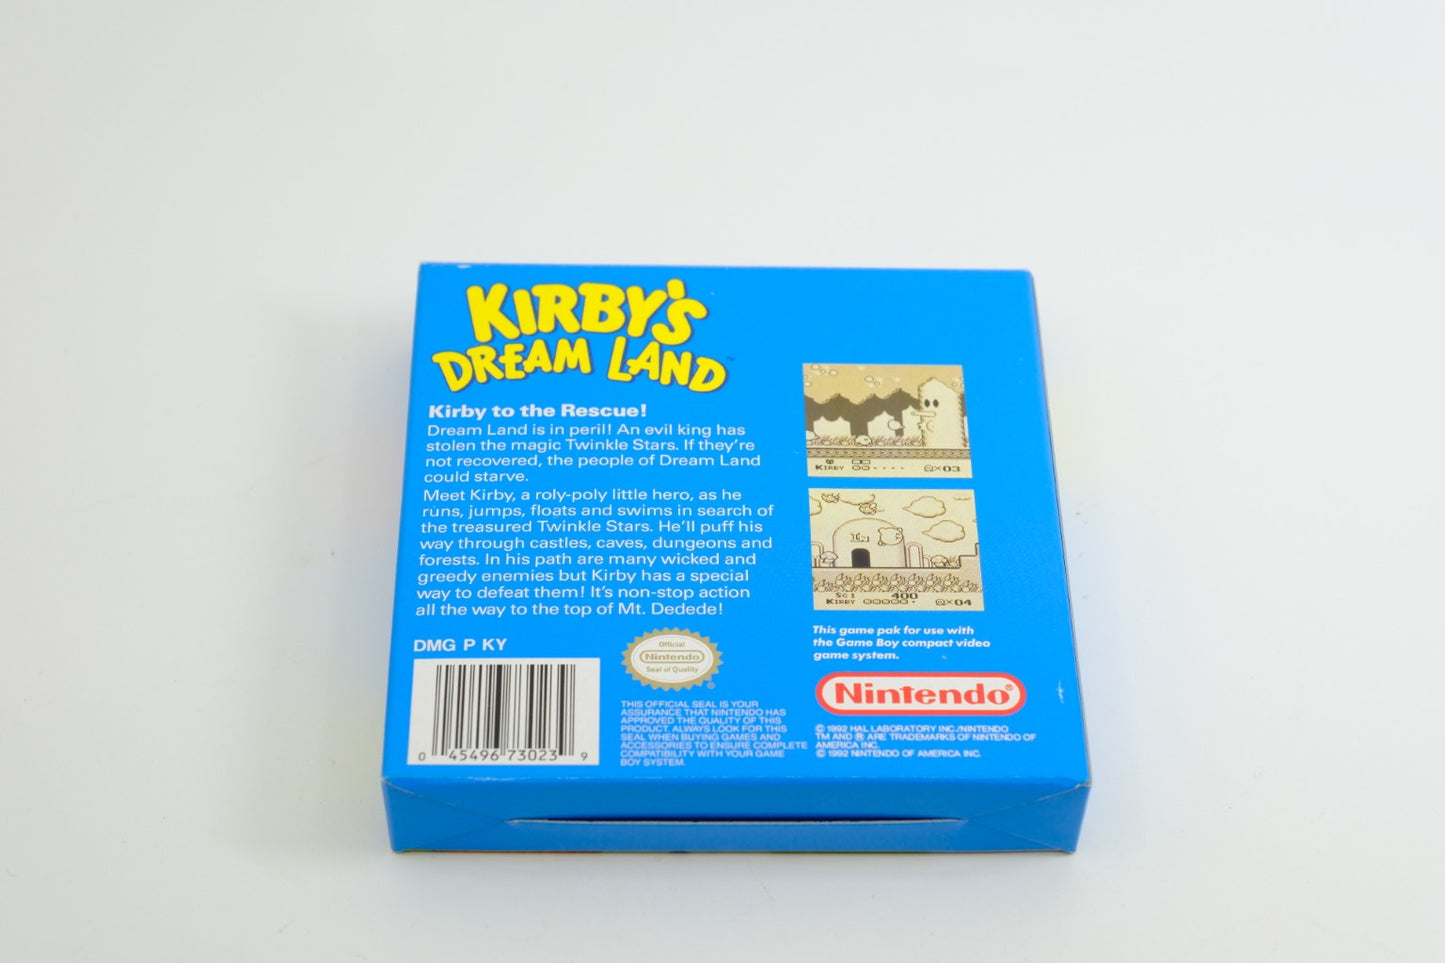 KIRBY'S
DREAM LAND™
Kirby to the Rescue!
Dream Land is in peril! An evil king has
stolen the magic Twinkle Stars. If they're
not recovered, the people of Dream Land
could starve.
Meet Kirby, a roly-poly little hero, as he
runs, jumps, floats and swims in search of
the treasured Twinkle Stars. He'll puff his
way through castles, caves, dungeons and
forests. In his path are many wicked and
greedy enemies but Kirby has a special
way to defeat them! It's non-stop action
all the way to the top of Mt. Dedede!
DMG P KY
0 45496 73023 9
Official
Nintendo
Seal of Quality
®
THIS OFFICIAL SEAL IS YOUR
ASSURANCE THAT NINTENDO HAS
APPROVED THE QUALITY OF THIS
PRODUCT. ALWAYS LOOK FOR THIS
SEAL WHEN BUYING GAMES AND
ACCESSORIES TO ENSURE COMPLETE
COMPATIBILITY WITH YOUR GAME
BOY SYSTEM.
KIRBY ×03
IN
Sc: 400
KIRBY ×04
This game pak for use with
the Game Boy compact video
game system.
Nintendo®
© 1992 HAL LABORATORY INC./NINTENDO
TM AND ® ARE TRADEMARKS OF NINTENDO OF
AMERICA INC.
© 1992 NINTENDO OF AMERICA INC.